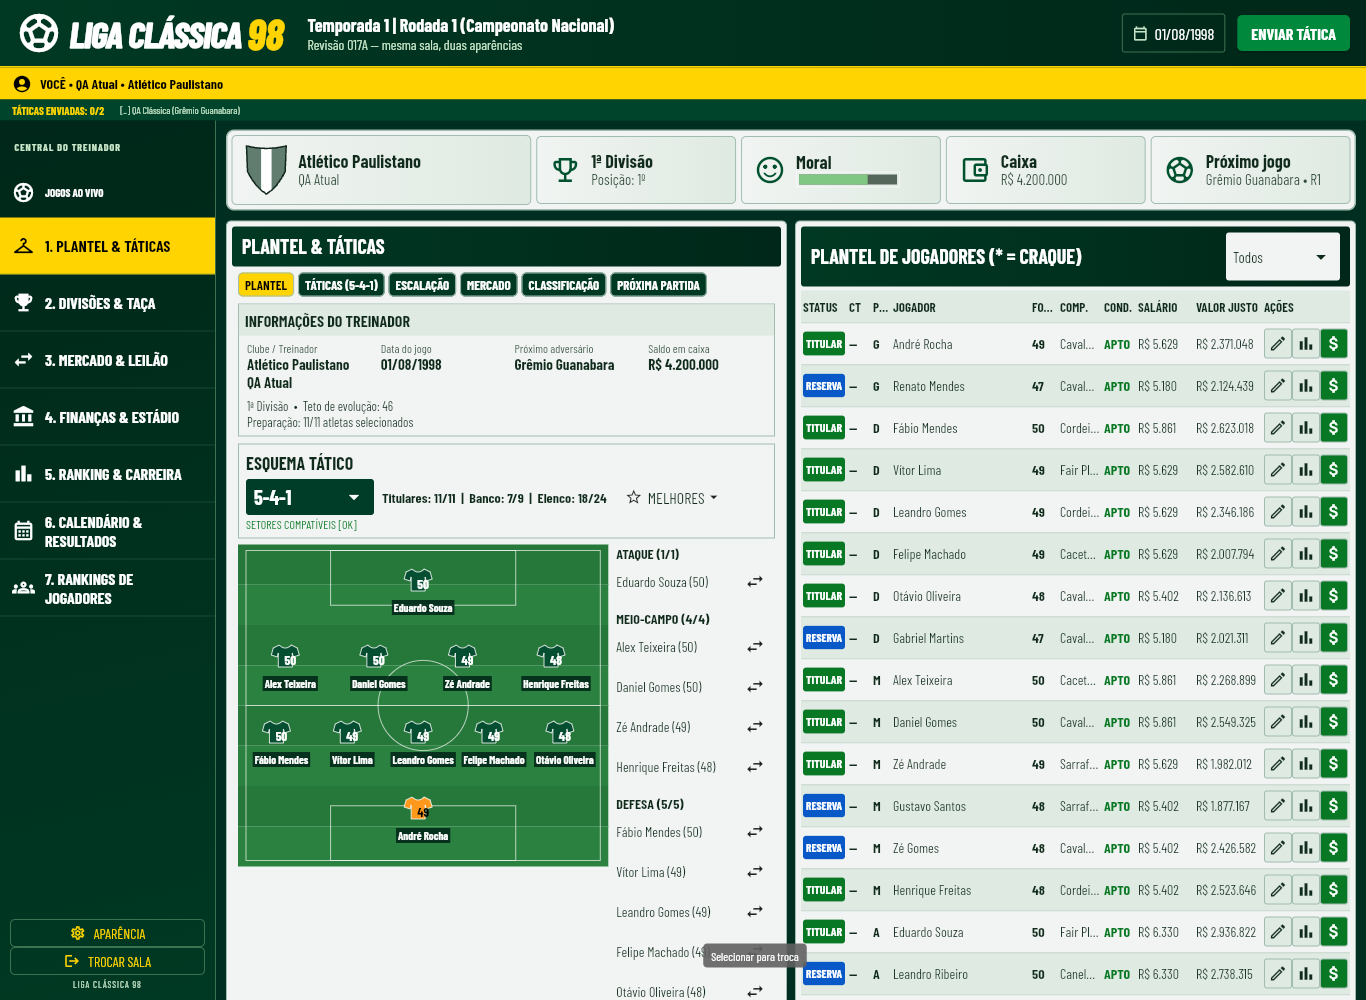 LIGA CLÁSSICA 98
Temporada 1 | Rodada 1 (Campeonato Nacional)
Revisão 017A — mesma sala, duas aparências
01/08/1998
ENVIAR TÁTICA
VOCÊ • QA Atual • Atlético Paulistano
TÁTICAS ENVIADAS: 0/2
[...] QA Clássica (Grêmio Guanabara)
CENTRAL DO TREINADOR
JOGOS AO VIVO
1. PLANTEL & TÁTICAS
2. DIVISÕES & TAÇA
3. MERCADO & LEILÃO
4. FINANÇAS & ESTÁDIO
5. RANKING & CARREIRA
6. CALENDÁRIO &
RESULTADOS
7. RANKINGS DE
JOGADORES
APARÊNCIA
TROCAR SALA
LIGA CLÁSSICA 98
Atlético Paulistano
QA Atual
1ª Divisão
Posição: 1º
Moral
Caixa
R$ 4.200.000
Próximo jogo
Grêmio Guanabara • R1
PLANTEL & TÁTICAS
PLANTEL
TÁTICAS (5-4-1)
ESCALAÇÃO
MERCADO
CLASSIFICAÇÃO
PRÓXIMA PARTIDA
INFORMAÇÕES DO TREINADOR
Clube / Treinador
Atlético Paulistano
QA Atual
Data do jogo
01/08/1998
Próximo adversário
Grêmio Guanabara
Saldo em caixa
R$ 4.200.000
1ª Divisão • Teto de evolução: 46
Preparação: 11/11 atletas selecionados
ESQUEMA TÁTICO
5-4-1
Titulares: 11/11 | Banco: 7/9 | Elenco: 18/24
MELHORES
SETORES COMPATÍVEIS [OK]
50
Eduardo Souza
50 50 49 48
Alex Teixeira Daniel Gomes Zé Andrade Henrique Freitas
50 49 49 49 48
Fábio Mendes Vítor Lima Leandro Gomes Felipe Machado Otávio Oliveira
49
André Rocha
ATAQUE (1/1)
Eduardo Souza (50)
MEIO-CAMPO (4/4)
Alex Teixeira (50)
Daniel Gomes (50)
Zé Andrade (49)
Henrique Freitas (48)
DEFESA (5/5)
Fábio Mendes (50)
Vítor Lima (49)
Leandro Gomes (49)
Felipe Machado (49
Selecionar para troca
Otávio Oliveira (48)
PLANTEL DE JOGADORES (* = CRAQUE)
Todos
STATUS CT P... JOGADOR FO... COMP. COND. SALÁRIO VALOR JUSTO AÇÕES
TITULAR – G André Rocha 49 Caval... APTO R$ 5.629 R$ 2.371.048 $
RESERVA – G Renato Mendes 47 Caval... APTO R$ 5.180 R$ 2.124.439 $
TITULAR – D Fábio Mendes 50 Cordei... APTO R$ 5.861 R$ 2.623.018 $
TITULAR – D Vítor Lima 49 Fair Pl... APTO R$ 5.629 R$ 2.582.610 $
TITULAR – D Leandro Gomes 49 Cordei... APTO R$ 5.629 R$ 2.346.186 $
TITULAR – D Felipe Machado 49 Cacet... APTO R$ 5.629 R$ 2.007.794 $
TITULAR – D Otávio Oliveira 48 Caval... APTO R$ 5.402 R$ 2.136.613 $
RESERVA – D Gabriel Martins 47 Caval... APTO R$ 5.180 R$ 2.021.311 $
TITULAR – M Alex Teixeira 50 Cacet... APTO R$ 5.861 R$ 2.268.899 $
TITULAR – M Daniel Gomes 50 Caval... APTO R$ 5.861 R$ 2.549.325 $
TITULAR – M Zé Andrade 49 Sarraf... APTO R$ 5.629 R$ 1.982.012 $
RESERVA – M Gustavo Santos 48 Sarraf... APTO R$ 5.402 R$ 1.877.167 $
RESERVA – M Zé Gomes 48 Caval... APTO R$ 5.402 R$ 2.426.582 $
TITULAR – M Henrique Freitas 48 Cordei... APTO R$ 5.402 R$ 2.523.646 $
TITULAR – A Eduardo Souza 50 Fair Pl... APTO R$ 6.330 R$ 2.936.822 $
RESERVA – A Leandro Ribeiro 50 Canel... APTO R$ 6.330 R$ 2.738.315 $